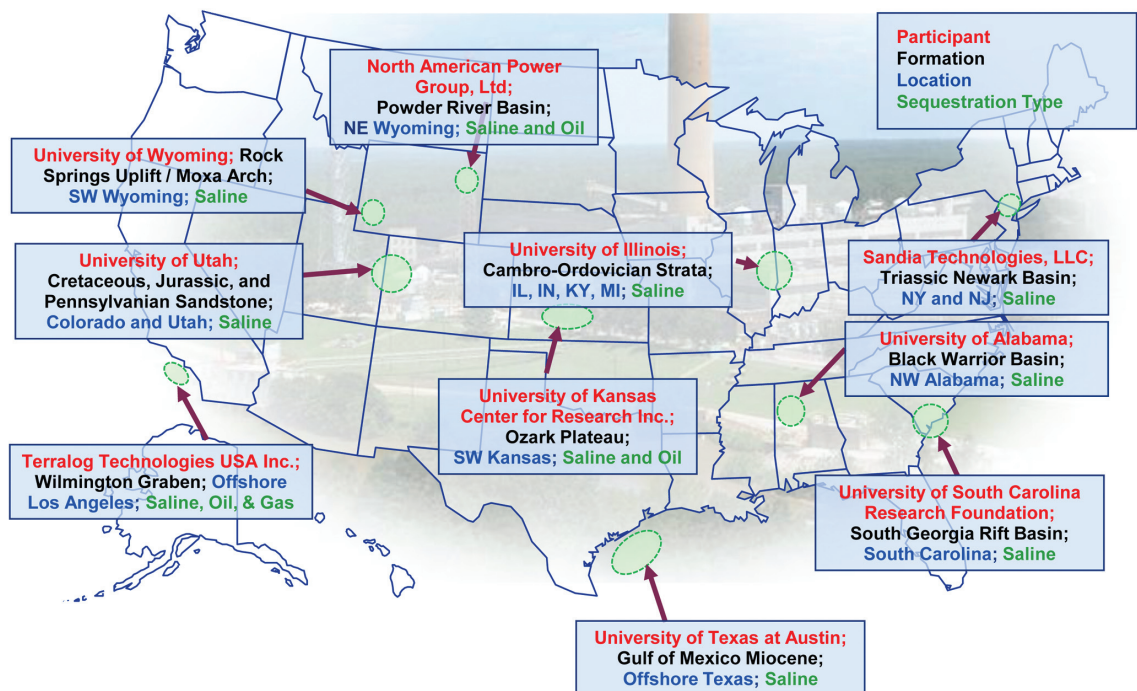 Participant
Formation
Location
Sequestration Type
North American Power
Group, Ltd;
Powder River Basin;
NE Wyoming; Saline and Oil
University of Wyoming; Rock
Springs Uplift / Moxa Arch;
SW Wyoming; Saline
University of Utah;
Cretaceous, Jurassic, and
Pennsylvanian Sandstone;
Colorado and Utah; Saline
University of Illinois;
Cambro-Ordovician Strata;
IL, IN, KY, MI; Saline
Sandia Technologies, LLC;
Triassic Newark Basin;
NY and NJ; Saline
University of Alabama;
Black Warrior Basin;
NW Alabama; Saline
University of Kansas
Center for Research Inc.;
Ozark Plateau;
SW Kansas; Saline and Oil
Terralog Technologies USA Inc.;
Wilmington Graben; Offshore
Los Angeles; Saline, Oil, & Gas
University of South Carolina
Research Foundation;
South Georgia Rift Basin;
South Carolina; Saline
University of Texas at Austin;
Gulf of Mexico Miocene;
Offshore Texas; Saline